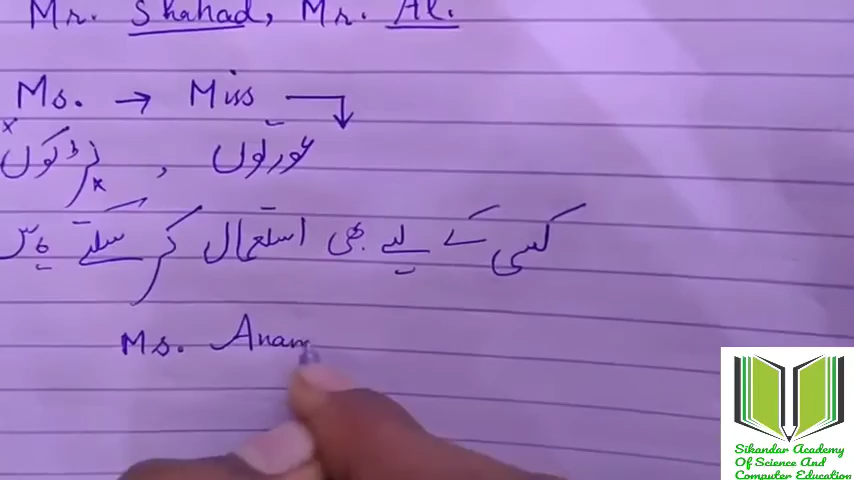 Mr. Shahad, Mr. Al.
Ms. → Miss
عورتوں , لڑکوں
کسی کے لیے بھی استعمال کر سکتے ہیں
Ms. Anam
Sikandar Academy
Of Science And
Computer Education